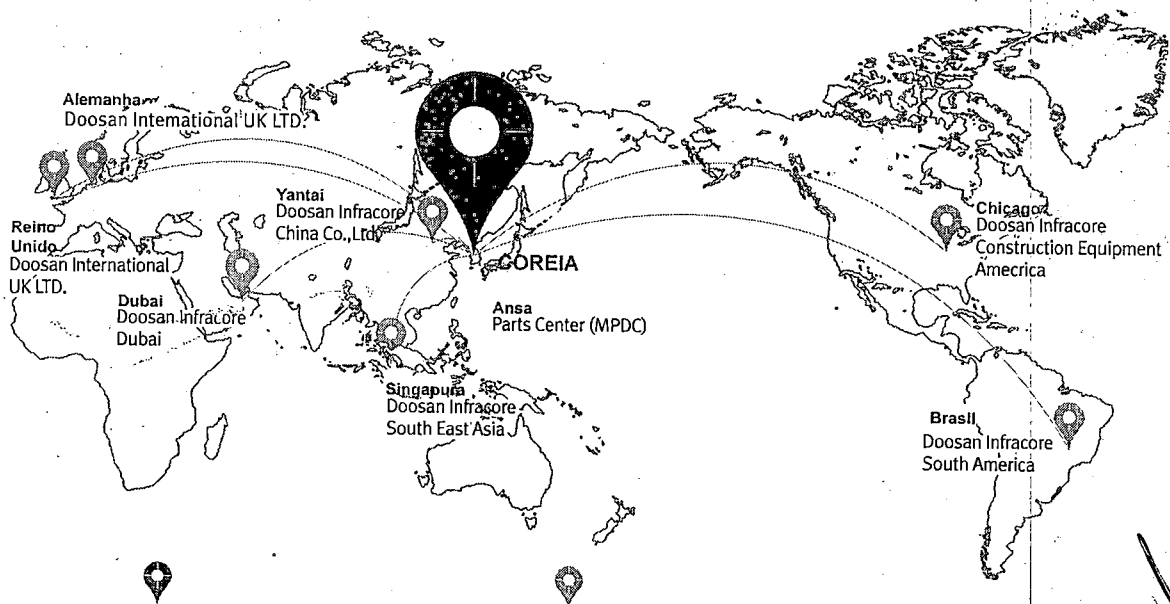 Alemanha
Doosan International UK LTD.
Reino
Unido
Doosan International
UK LTD.
Yantai
Doosan Infracore
China Co.,Ltd
Dubai
Doosan Infracore
Dubai
COREIA
Ansa
Parts Center (MPDC)
Singapura
Doosan Infracore
South East Asia
Chicago
Doosan Infracore
Construction Equipment
Amecrica
Brasil
Doosan Infracore
South America